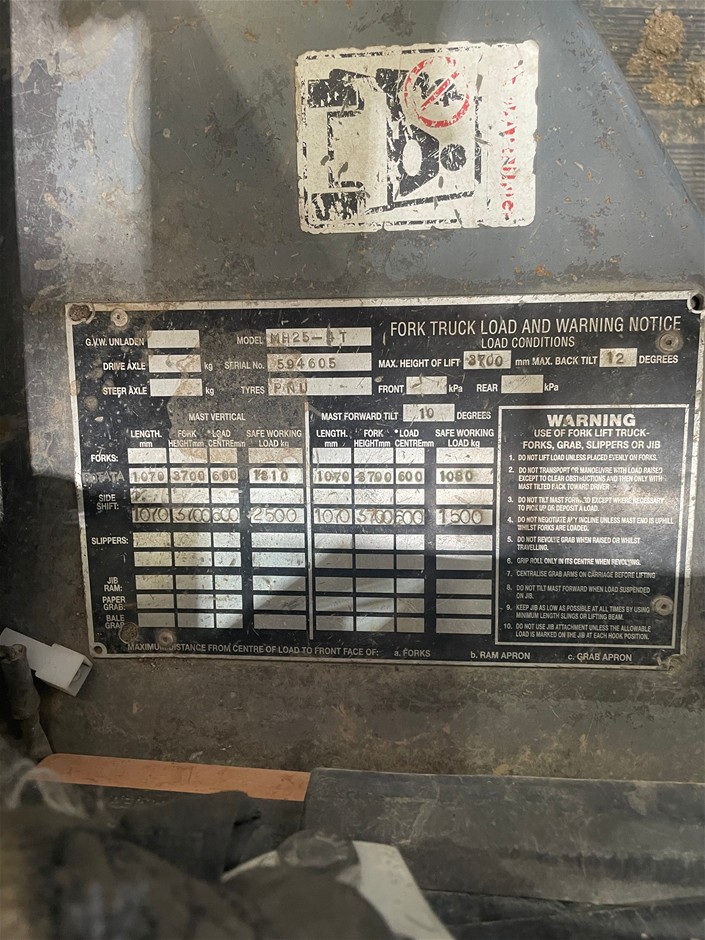 FORK TRUCK LOAD AND WARNING NOTICE
LOAD CONDITIONS
G.V.W. UNLADEN MODEL MH25-4T
DRIVE AXLE kg SERIAL No. 594605 MAX. HEIGHT OF LIFT 3700 mm MAX. BACK TILT 12 DEGREES
STEER AXLE kg TYRES PNU FRONT kPa REAR kPa
MAST VERTICAL MAST FORWARD TILT 10 DEGREES
LENGTH. mm FORK HEIGHTmm LOAD CENTREmm SAFE WORKING LOAD kg LENGTH. mm FORK HEIGHTmm LOAD CENTREmm SAFE WORKING LOAD kg
FORKS:
ROTATA 1070 3700 600 1810 1070 3700 600 1080
SIDE
SHIFT: 1070 3700 600 2500 1070 3700 600 1500
SLIPPERS:
JIB
RAM:
PAPER
GRAB:
BALE
GRAB
MAXIMUM DISTANCE FROM CENTRE OF LOAD TO FRONT FACE OF: a. FORKS b. RAM APRON c. GRAB APRON
WARNING
USE OF FORK LIFT TRUCK-
FORKS, GRAB, SLIPPERS OR JIB
1. DO NOT LIFT LOAD UNLESS PLACED EVENLY ON FORKS.
2. DO NOT TRANSPORT OR MANOEUVRE WITH LOAD RAISED
EXCEPT TO CLEAR OBSTRUCTIONS AND THEN ONLY WITH
MAST TILTED BACK TOWARD DRIVER
3. DO NOT TILT MAST FORWARD EXCEPT WHERE NECESSARY
TO PICK UP OR DEPOSIT A LOAD.
4. DO NOT NEGOTIATE ANY INCLINE UNLESS MAST END IS UPHILL
WHILST FORKS ARE LOADED.
5. DO NOT REVOLVE GRAB WHEN RAISED OR WHILST
TRAVELLING.
6. GRIP ROLL ONLY IN ITS CENTRE WHEN REVOLVING.
7. CENTRALISE GRAB ARMS ON CARRIAGE BEFORE LIFTING
8. DO NOT TILT MAST FORWARD WHEN LOAD SUSPENDED
ON JIB.
9. KEEP JIB AS LOW AS POSSIBLE AT ALL TIMES BY USING
MINIMUM LENGTH SLINGS OR LIFTING BEAM.
10. DO NOT USE JIB ATTACHMENT UNLESS THE ALLOWABLE
LOAD IS MARKED ON THE JIB AT EACH HOOK POSITION.